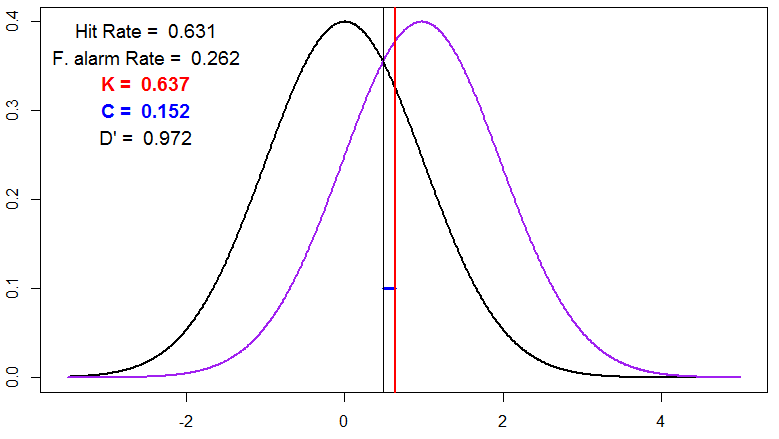 Hit Rate = 0.631
F. alarm Rate = 0.262
K = 0.637
C = 0.152
D' = 0.972
0.4
0.3
0.2
0.1
0.0
-2 0 2 4